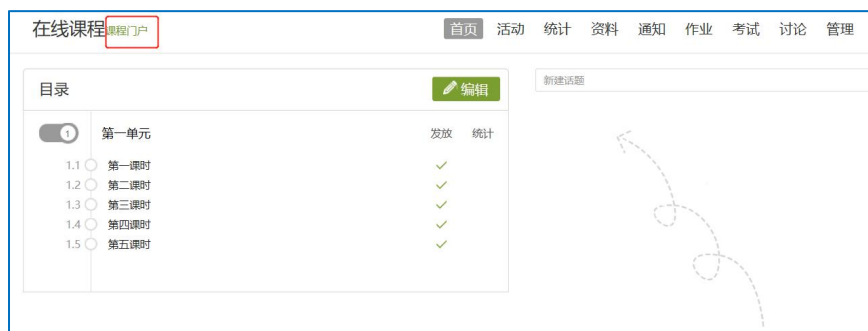 在线课程 课程门户 首页 活动 统计 资料 通知 作业 考试 讨论 管理
目录 编辑
新建话题
1 第一单元 发放 统计
1.1 第一课时
1.2 第二课时
1.3 第三课时
1.4 第四课时
1.5 第五课时